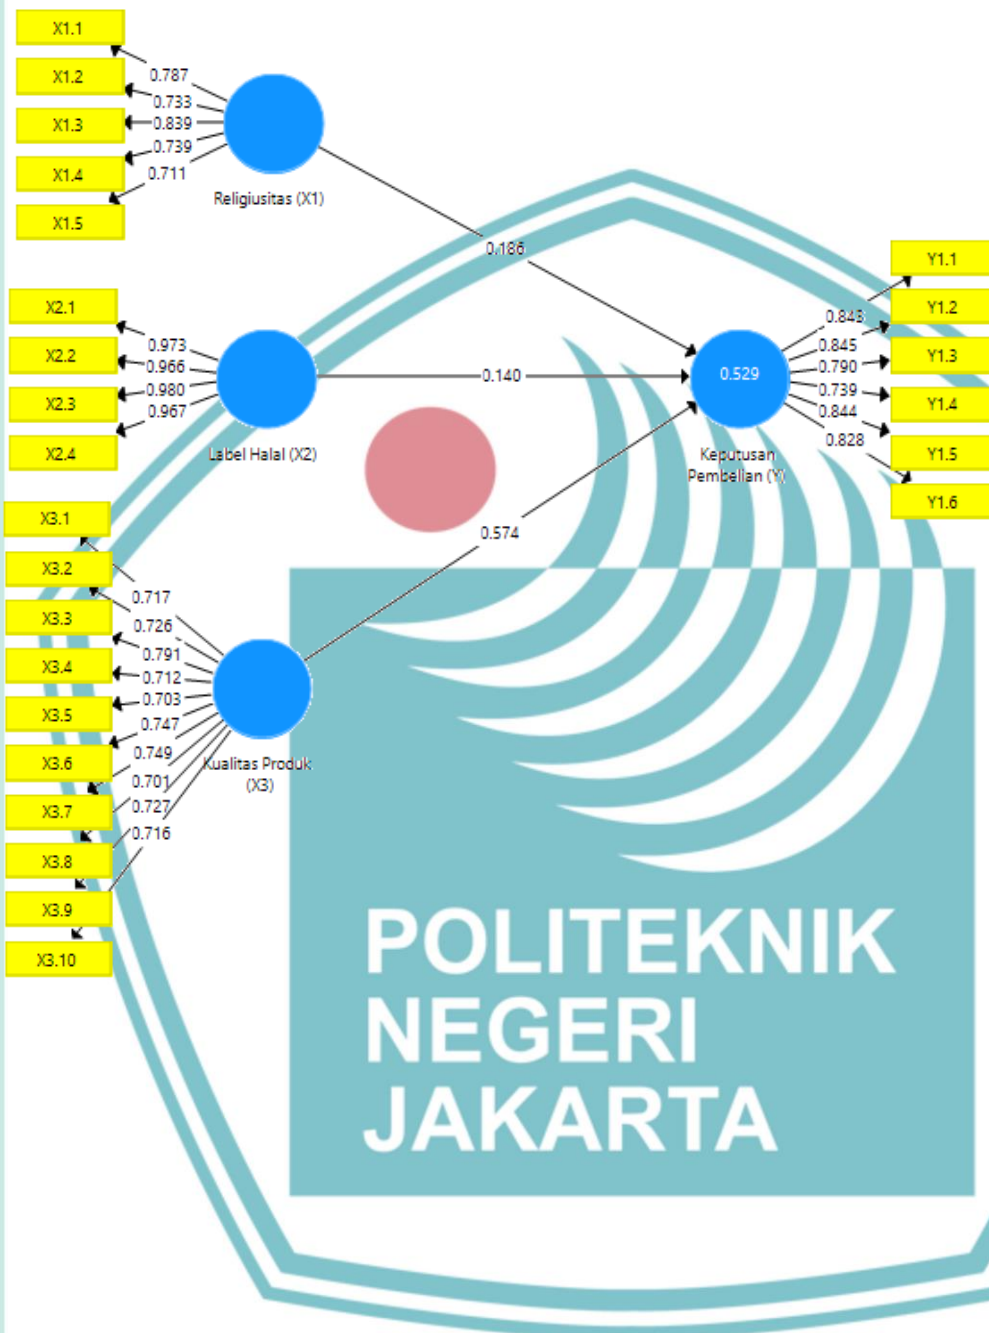 X1.1
0.787
X1.2
0.733
X1.3
0.839
X1.4
0.739
X1.5
0.711
Religiusitas (X1)
0.186
X2.1
0.973
X2.2
0.966
X2.3
0.980
X2.4
0.967
Label Halal (X2)
0.140
0.529
Keputusan
Pembelian (Y)
0.843
Y1.1
0.845
Y1.2
0.790
Y1.3
0.739
Y1.4
0.844
Y1.5
0.828
Y1.6
0.574
X3.1
0.717
X3.2
0.726
X3.3
0.791
X3.4
0.712
X3.5
0.703
X3.6
0.747
X3.7
0.749
X3.8
0.701
X3.9
0.727
X3.10
0.716
Kualitas Produk
(X3)
POLITEKNIK
NEGERI
JAKARTA